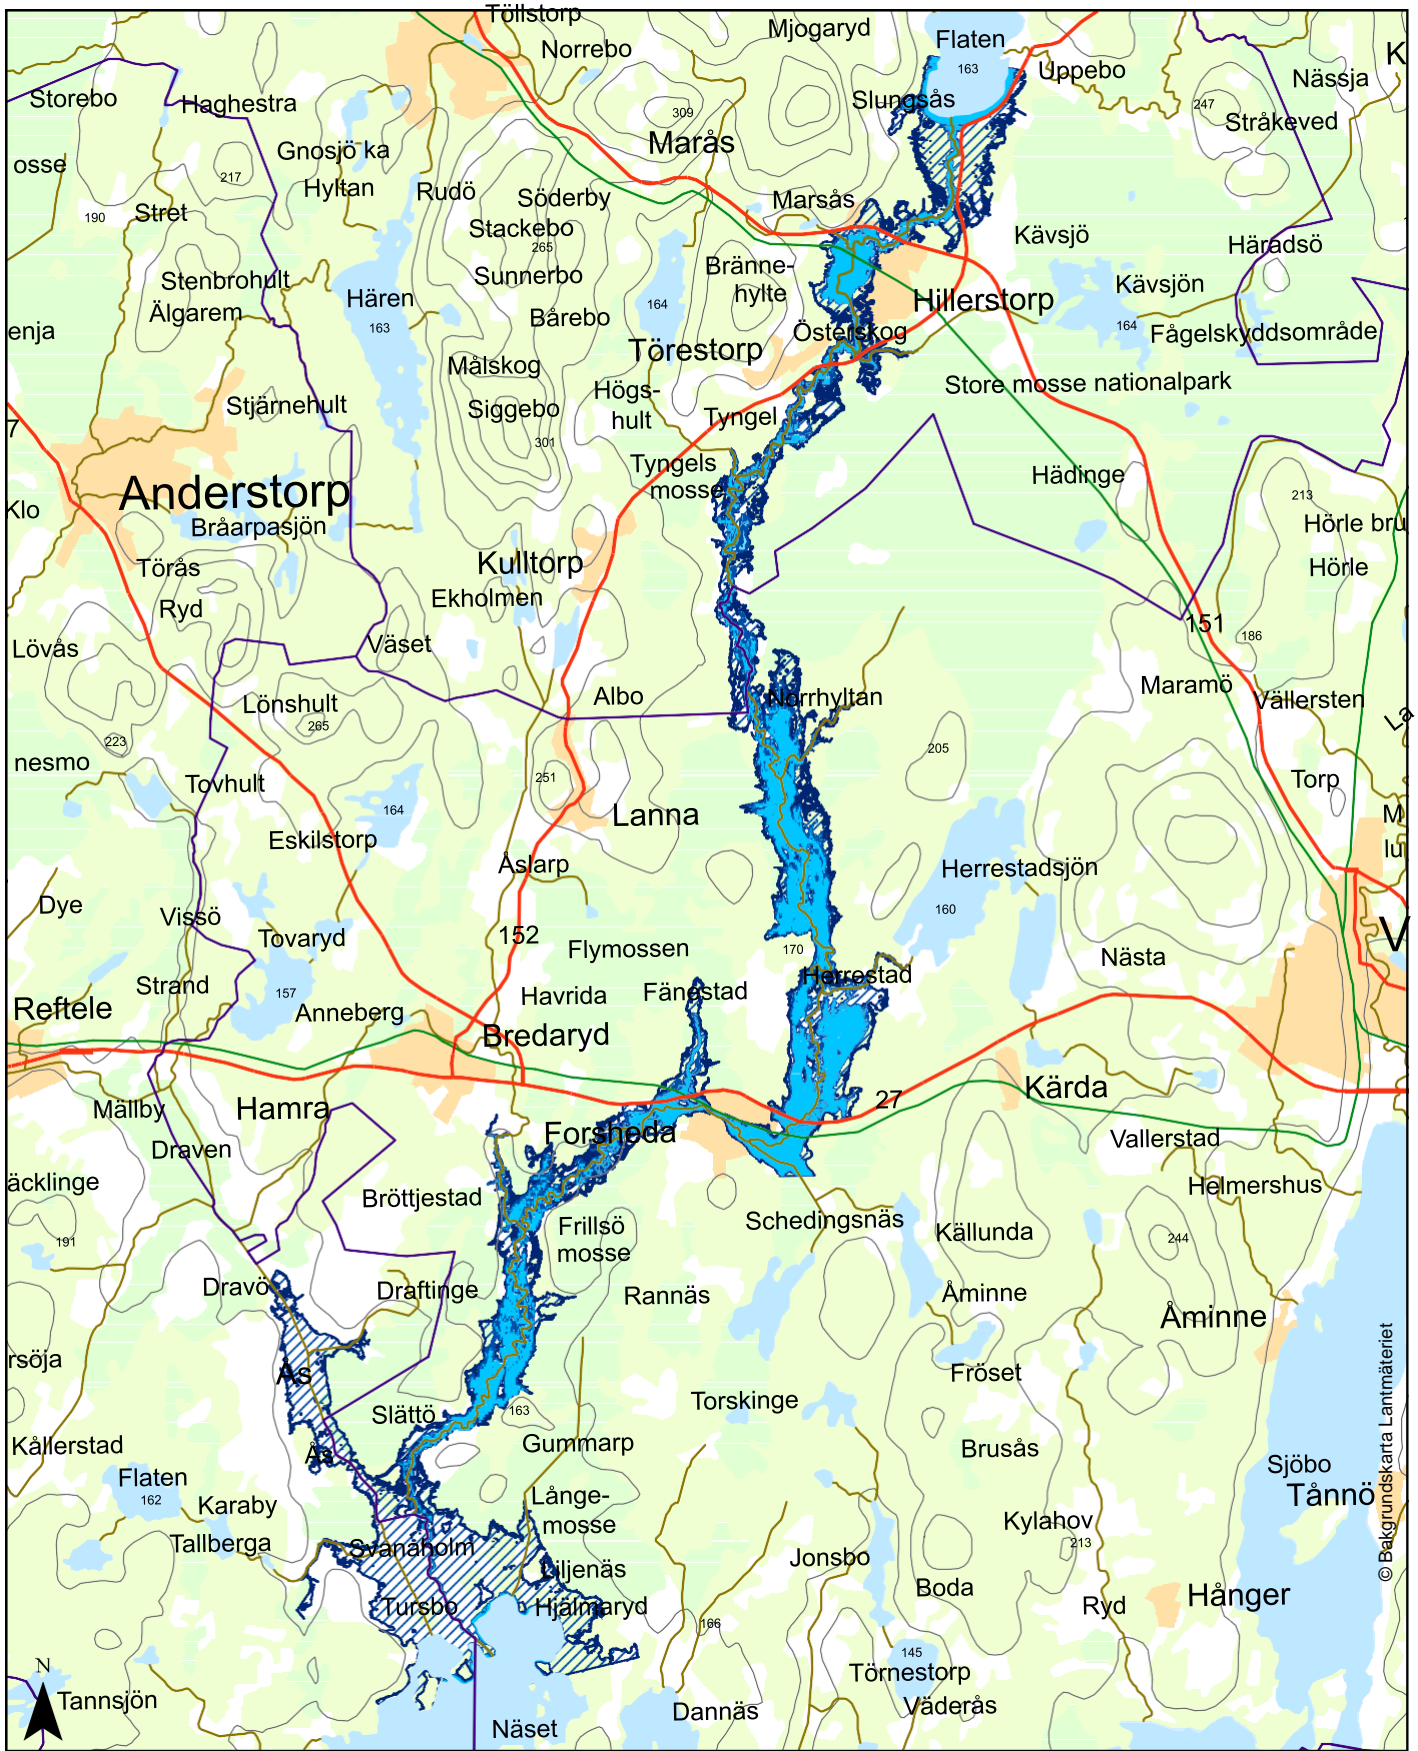 Töllstorp
Norrebo
Mjogaryd
Flaten
163
Uppebo
K
Nässja
Storebo
Haghestra
309
Slungsås
247
Stråkeved
Marås
Gnosjö ka
osse
217
Hyltan
Rudö
Söderby
Marsås
190
Stret
Stackebo
265
Kävsjö
Härådsö
Stenbrohult
Sunnerbo
Bränne-
hylte
Kävsjön
Älgarem
Hären
163
164
Hillerstorp
164
Bårebo
enja
Österskog
Fågelskyddsområde
Törestorp
Målskog
Store mosse nationalpark
Högs-
hult
Stjärnehult
Siggebo
Tyngel
7
301
Tyngels
mosse
Hädinge
Anderstorp
213
Klo
Bråarpasjön
Hörle bru
Kulltorp
Törås
Hörle
Ekholmen
Ryd
151
186
Lövås
Väset
Maramö
Albo
Norrhyltan
Vällersten
Lönshult
265
La
223
205
nesmo
251
Torp
Tovhult
164
Lanna
M
Eskilstorp
lu
Åslarp
Herrestadsjön
Dye
160
Vissö
Tovaryd
152
V
Flymossen
170
Nästa
Herrestad
Strand
157
Havrida
Fänestad
Reftele
Anneberg
Bredaryd
Kärda
27
Mällby
Hamra
Forsheda
Vallerstad
Draven
äcklinge
Helmershus
Bröttjestad
Frillsö
mosse
Schedingsnäs
Källunda
191
244
Dravö
Draftinge
Rannäs
Åminne
Åminne
rsöja
Ås
Fröset
Slättö
163
Torskinge
Kållerstad
Gummarp
Brusås
Ås
Flaten
162
Sjöbo
Karaby
Långe-
mosse
Tånnö
Kylahov
213
Tallberga
Svanaholm
Jonsbo
Liljenäs
Boda
Hånger
Tursbo
Hjälmaryd
Ryd
166
145
N
Törnestorp
Tannsjön
Väderås
Dannäs
Näset
© Bakgrundskarta Lantmäteriet